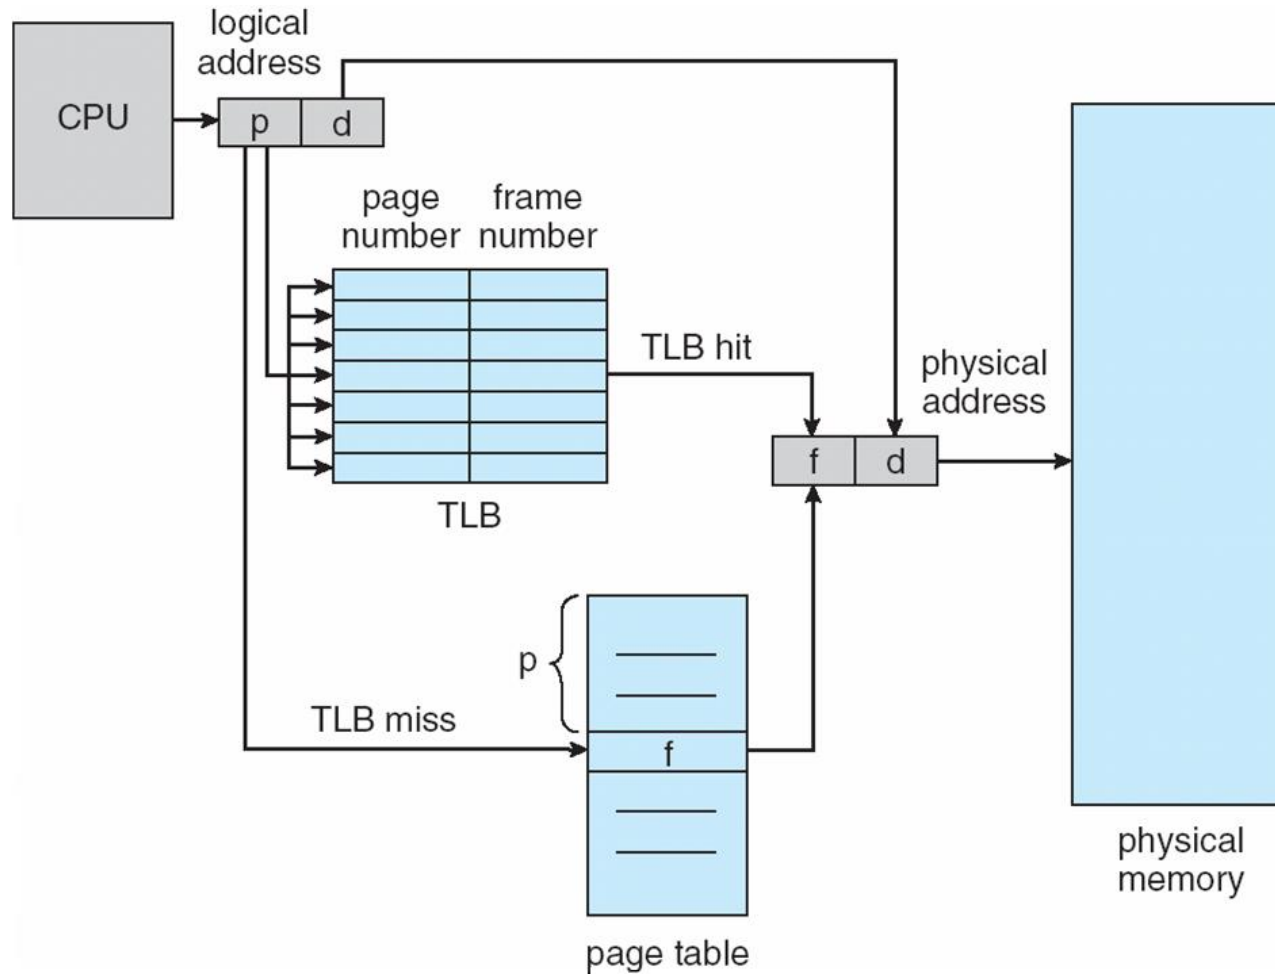 logical
address
CPU
p
d
page
number
frame
number
TLB hit
physical
address
f
d
TLB
p
TLB miss
f
physical
memory
page table